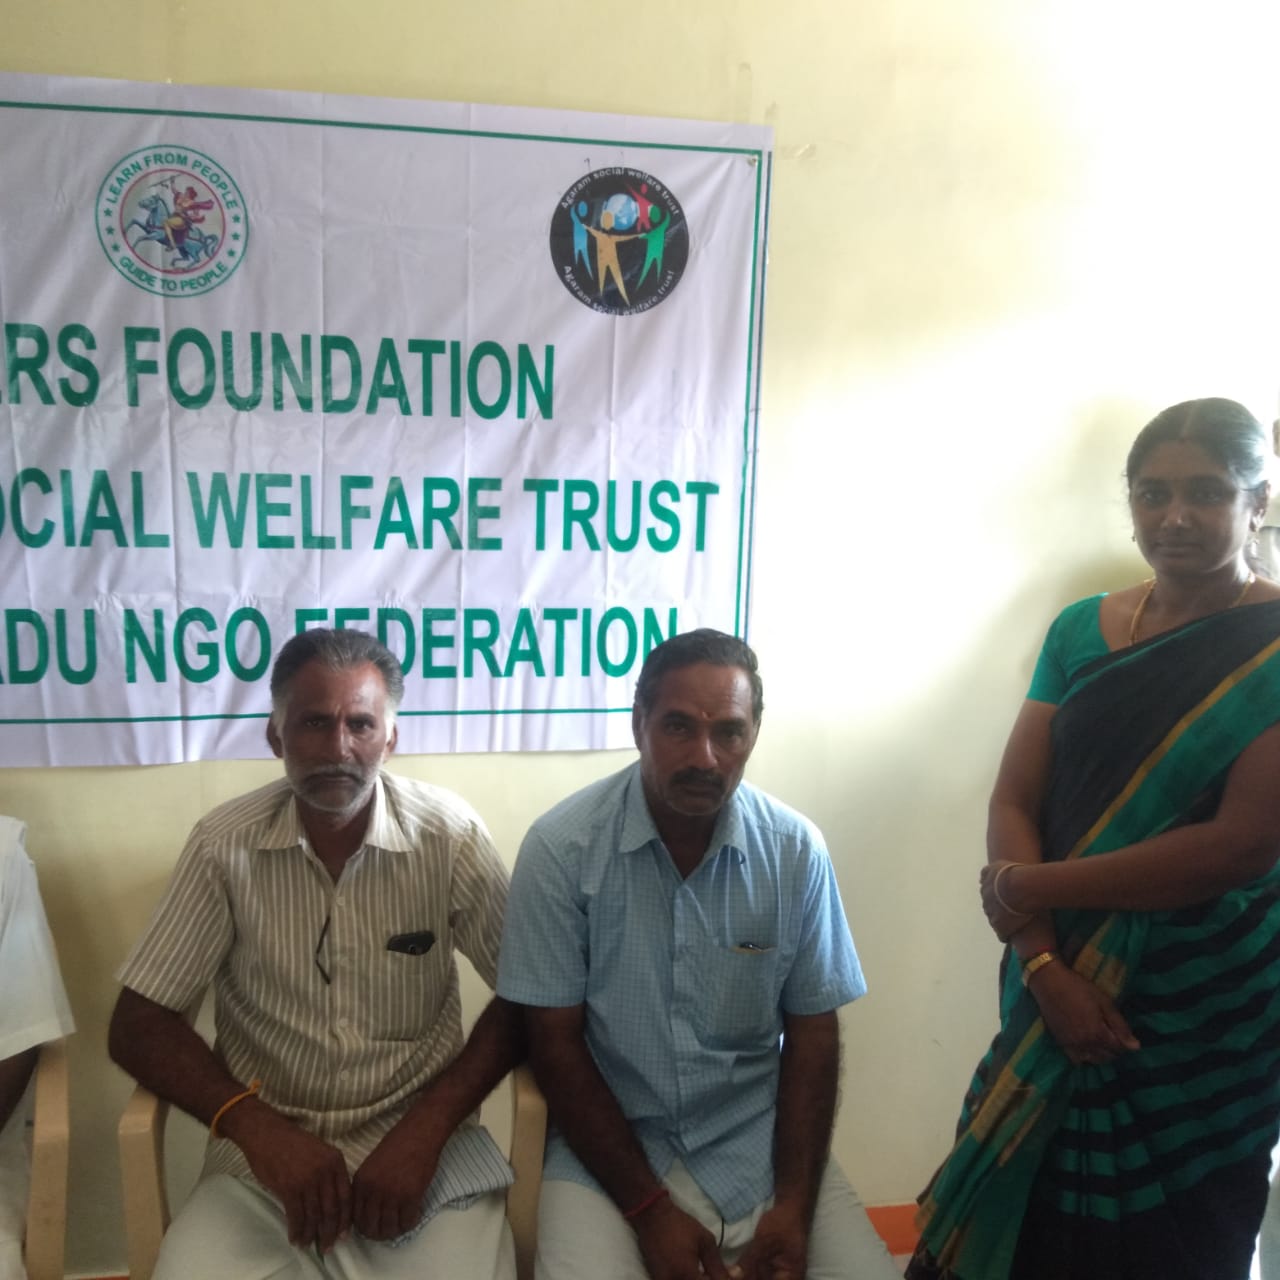 LEARN FROM PEOPLE
GUIDE TO PEOPLE
Agaram social welfare trust
Agaram social welfare trust
ERS FOUNDATION
OCIAL WELFARE TRUST
ADU NGO FEDERATION